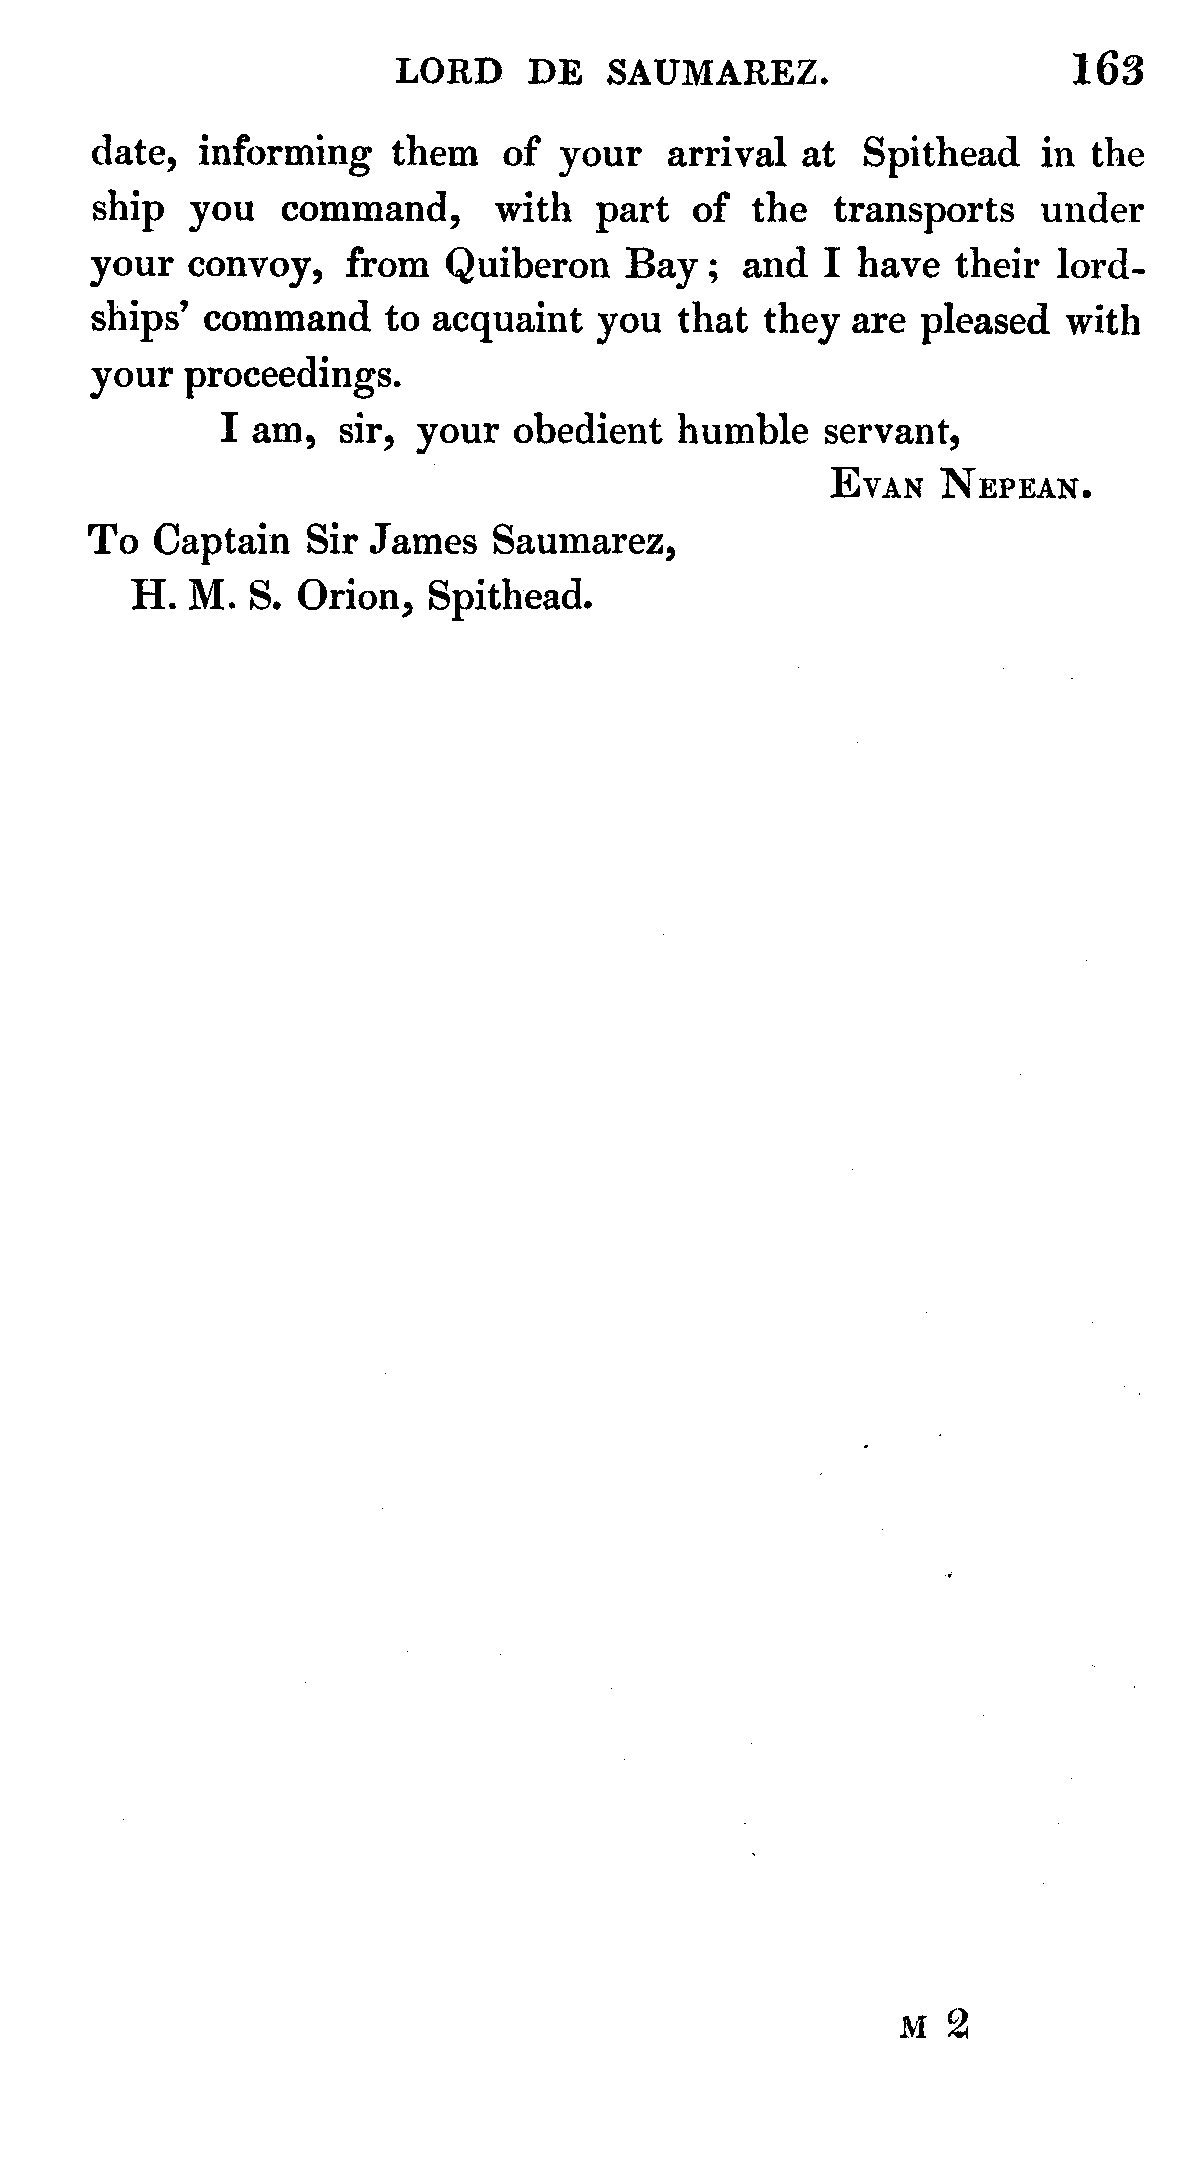 LORD DE SAUMAREZ. 163
date, informing them of your arrival at Spithead in the
ship you command, with part of the transports under
your convoy, from Quiberon Bay; and I have their lord-
ships' command to acquaint you that they are pleased with
your proceedings.
I am, sir, your obedient humble servant,
EVAN NEPEAN.
To Captain Sir James Saumarez,
H. M. S. Orion, Spithead.
M 2